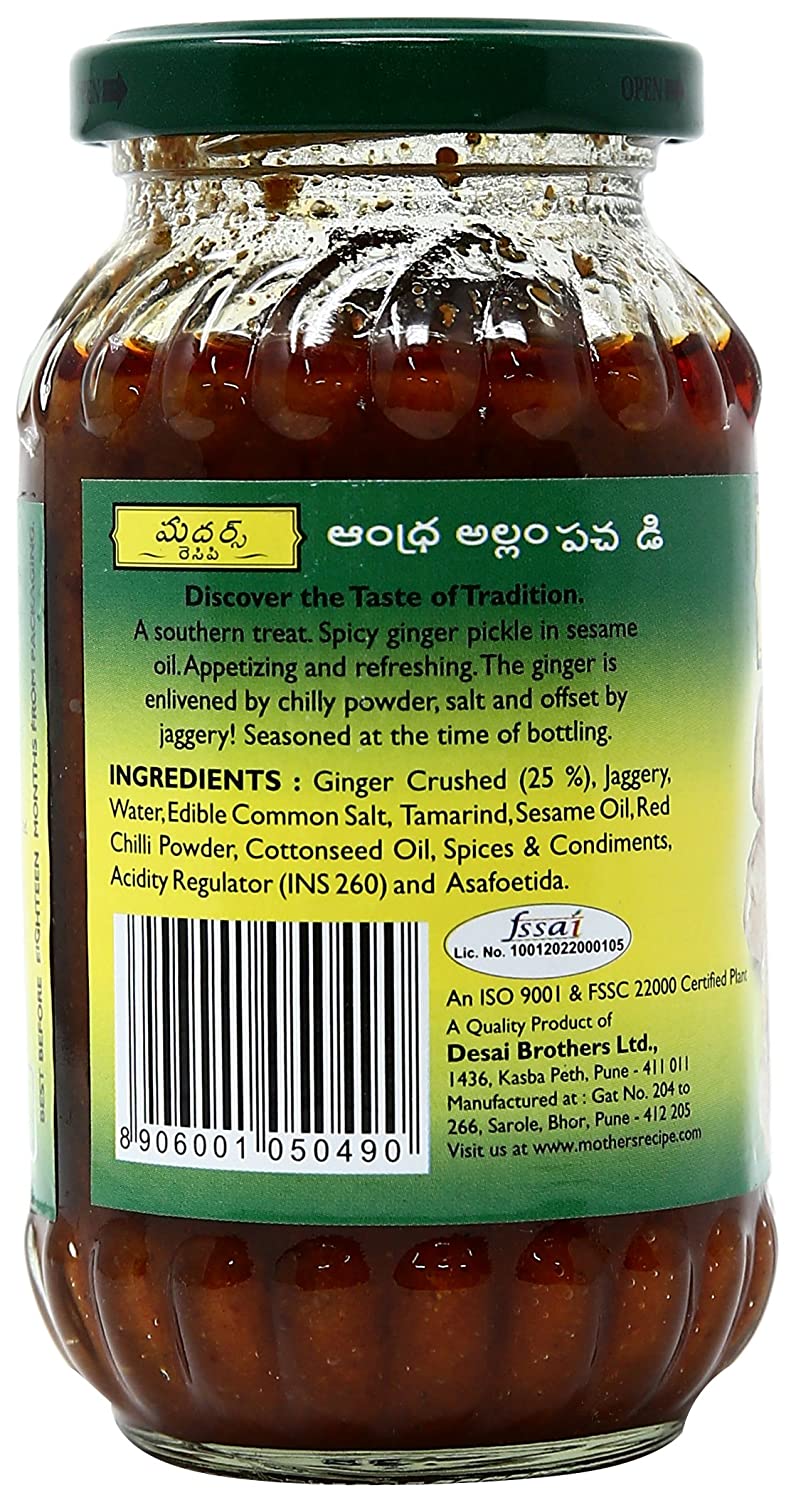 OPEN
OPEN
మదర్స్
రెసిపి
ఆంధ్ర అల్లం పచ డి
Discover the Taste of Tradition.
A southern treat. Spicy ginger pickle in sesame
oil. Appetizing and refreshing. The ginger is
enlivened by chilly powder, salt and offset by
jaggery! Seasoned at the time of bottling.
INGREDIENTS : Ginger Crushed (25 %), Jaggery,
Water, Edible Common Salt, Tamarind, Sesame Oil, Red
Chilli Powder, Cottonseed Oil, Spices & Condiments,
Acidity Regulator (INS 260) and Asafoetida.
fssai
Lic. No. 10012022000105
An ISO 9001 & FSSC 22000 Certified Plant
A Quality Product of
Desai Brothers Ltd.,
1436, Kasba Peth, Pune - 411 011
Manufactured at : Gat No. 204 to
266, Sarole, Bhor, Pune - 412 205
Visit us at www.mothersrecipe.com
8 906001 050490
BEST BEFORE EIGHTEEN MONTHS FROM PACKAGING.